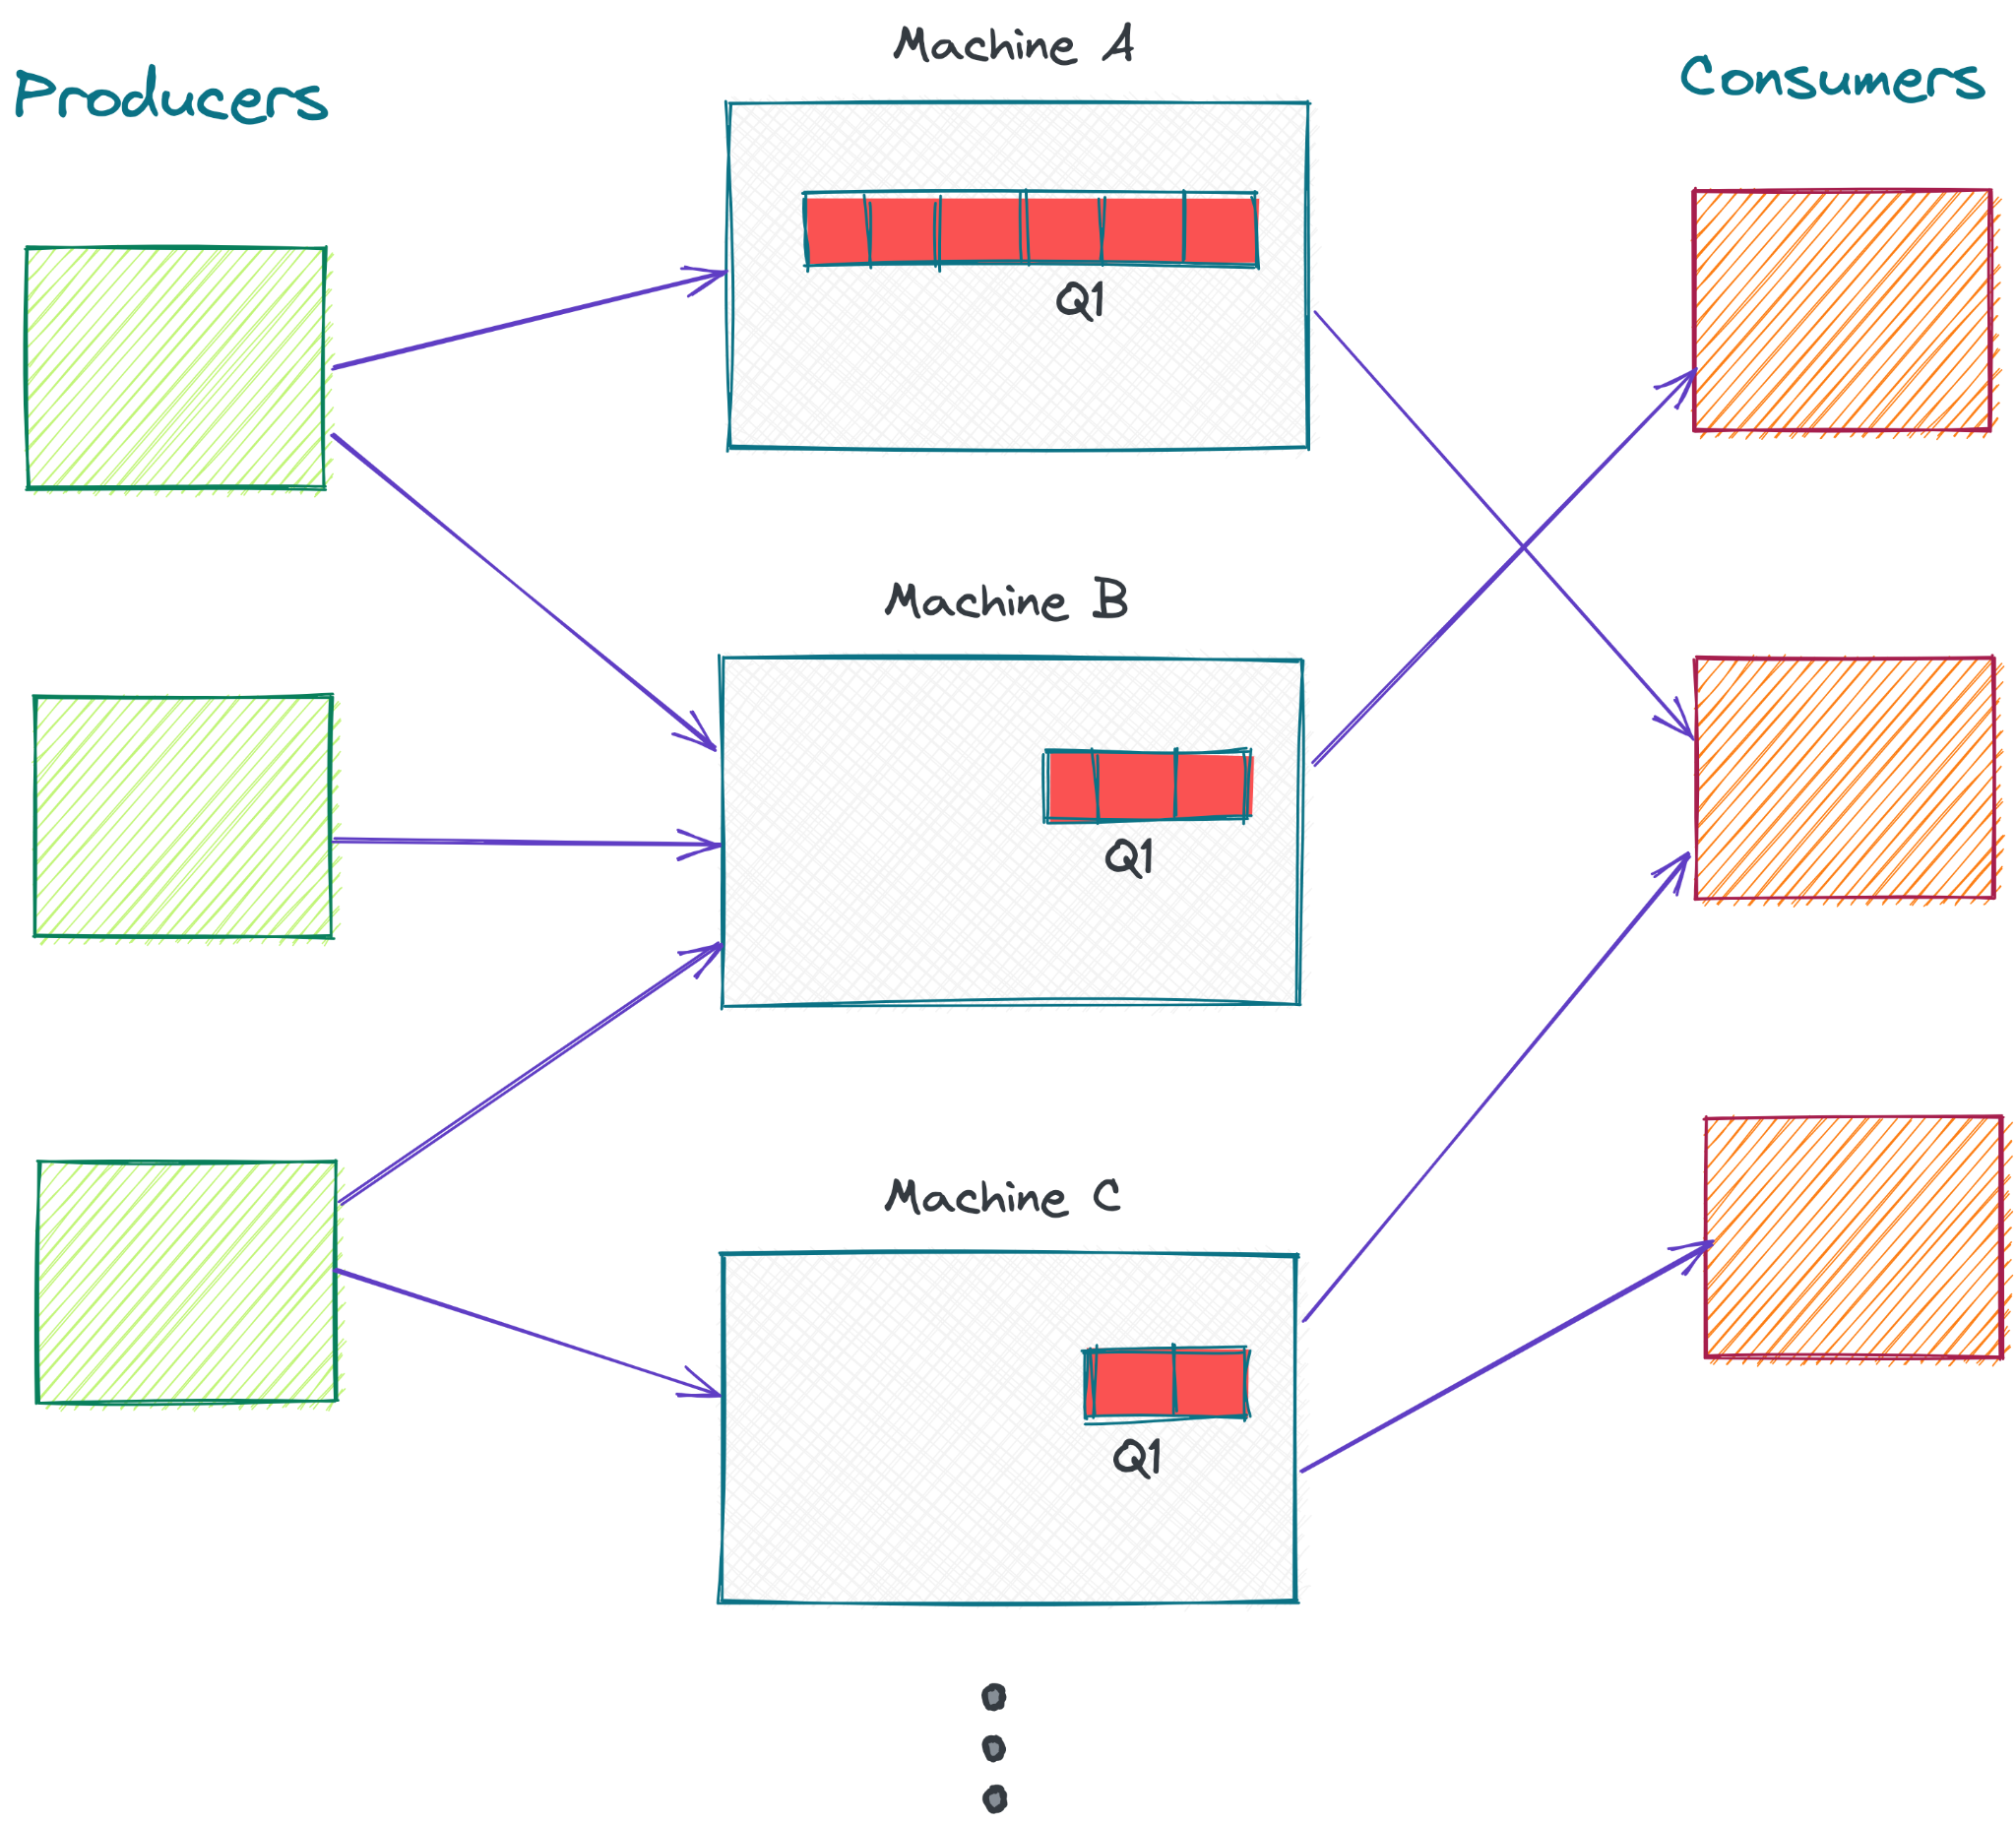 Producers
Machine A
Consumers
Q1
Machine B
Q1
Machine C
Q1